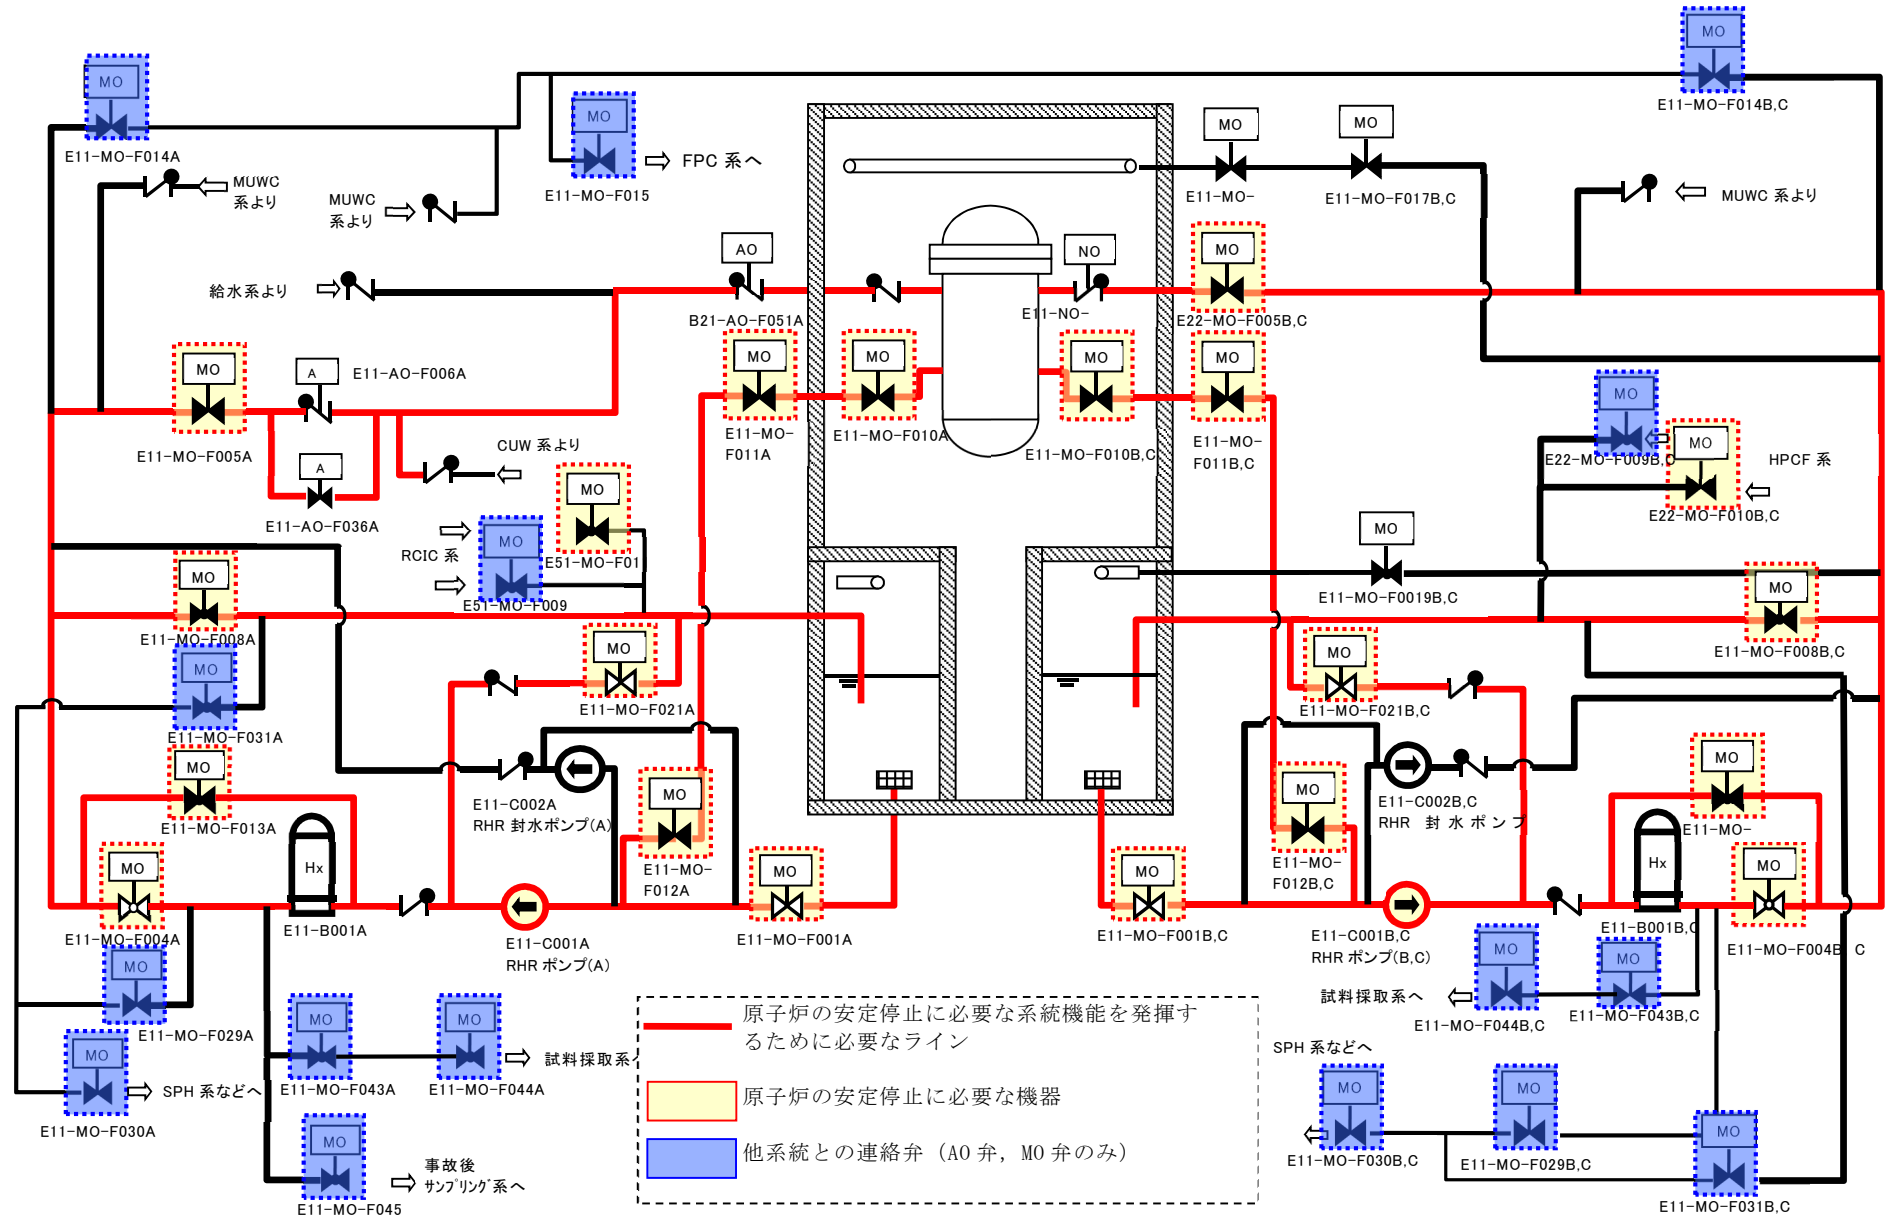 MO
E11-MO-F014A
MO
E11-MO-F015
FPC 系へ
MO
E11-MO-F014B,C
MUWC
系より
MUWC
系より
MO
E11-MO-
MO
E11-MO-F017B,C
MUWC 系より
給水系より
AO
B21-AO-F051A
NO
E11-NO-
MO
E22-MO-F005B,C
MO
E11-MO-F005A
A
E11-AO-F006A
A
E11-AO-F036A
CUW 系より
MO
E11-MO-
F011A
MO
E11-MO-F010A
MO
E11-MO-F010B,C
MO
E11-MO-
F011B,C
MO
E22-MO-F009B,C
MO
E22-MO-F010B,C
HPCF 系
MO
E51-MO-F01
RCIC 系
MO
E51-MO-F009
MO
E11-MO-F0019B,C
MO
E11-MO-F008A
MO
E11-MO-F008B,C
MO
E11-MO-F031A
MO
E11-MO-F021A
MO
E11-MO-F021B,C
MO
E11-MO-F013A
E11-C002A
RHR 封水ポンプ(A)
MO
E11-MO-
F012A
MO
E11-MO-
F012B,C
E11-C002B,C
RHR 封水ポンプ
MO
E11-MO-
MO
E11-MO-F004A
Hx
E11-B001A
E11-C001A
RHR ポンプ(A)
MO
E11-MO-F001A
MO
E11-MO-F001B,C
E11-C001B,C
RHR ポンプ(B,C)
Hx
E11-B001B,C
MO
E11-MO-F004B, C
MO
E11-MO-F029A
MO
E11-MO-F030A
SPH 系などへ
MO
E11-MO-F043A
MO
E11-MO-F044A
試料採取系へ
MO
E11-MO-F045
事故後
サンプリング系へ
試料採取系へ
MO
E11-MO-F044B,C
MO
E11-MO-F043B,C
SPH 系などへ
MO
E11-MO-F030B,C
MO
E11-MO-F029B,C
MO
E11-MO-F031B,C
原子炉の安定停止に必要な系統機能を発揮す
るために必要なライン
原子炉の安定停止に必要な機器
他系統との連絡弁（AO 弁，MO 弁のみ）